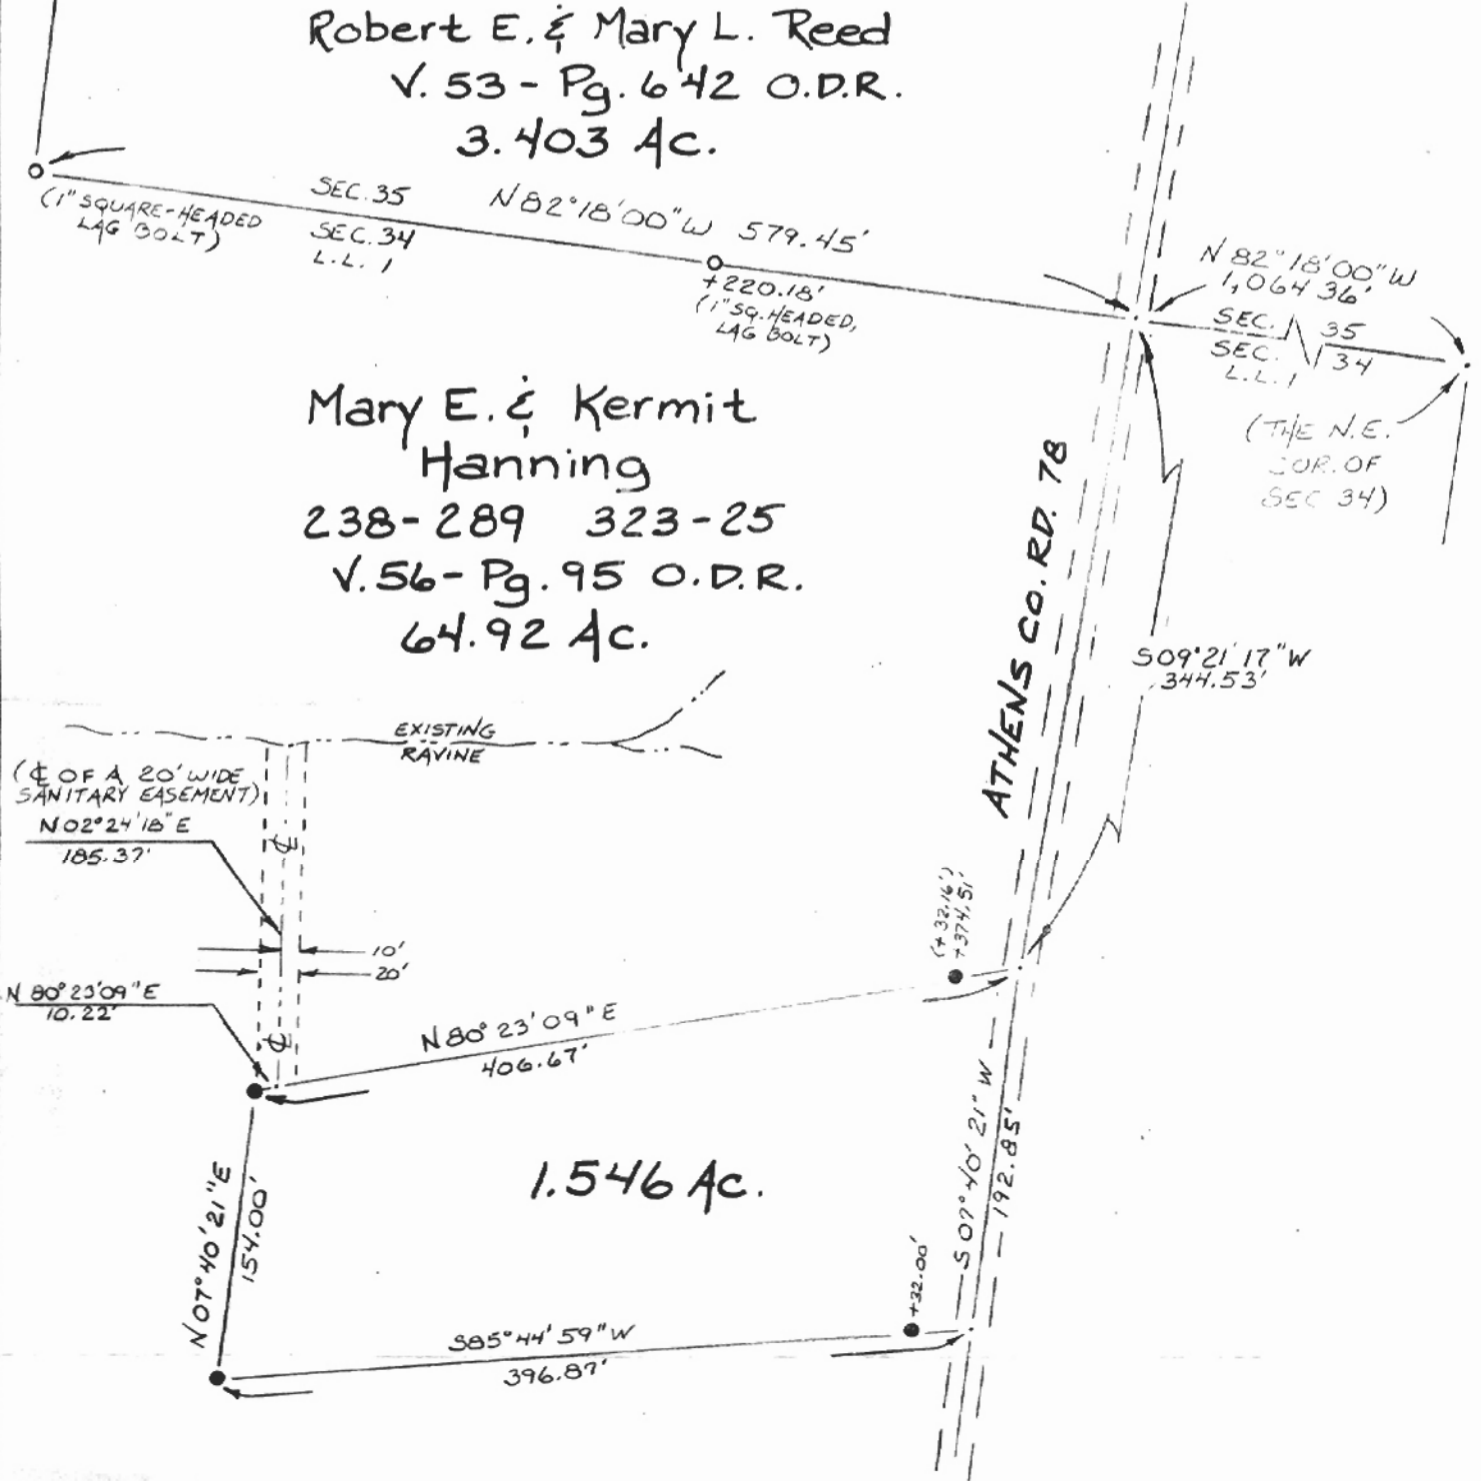 Robert E. & Mary L. Reed
V. 53 - Pg. 642 O.D.R.
3.403 Ac.
(1" SQUARE-HEADED
LAG BOLT)
SEC. 35
SEC. 34
L.L. 1
N 82° 18' 00" W 579.45'
+220.18'
(1" SQ. HEADED,
LAG BOLT)
N 82° 18' 00" W
1,064 36'
SEC. 35
SEC. 34
L.L. 1
(THE N.E.
COR. OF
SEC 34)
Mary E. & Kermit
Hanning
238-289 323-25
V. 56 - Pg. 95 O.D.R.
64.92 Ac.
ATHENS CO. RD. 78
S09° 21' 17" W
344.53'
EXISTING
RAVINE
(℄ OF A 20' WIDE
SANITARY EASEMENT)
N 02° 24' 18" E
185.37'
℄
10'
20'
N 80° 23' 09" E
10.22'
℄
(+32.16')
+374.51'
N 80° 23' 09" E
406.67'
S 07° 40' 21" W
192.85'
1.546 Ac.
N 07° 40' 21" E
154.00'
+32.00'
S85° 44' 59" W
396.87'